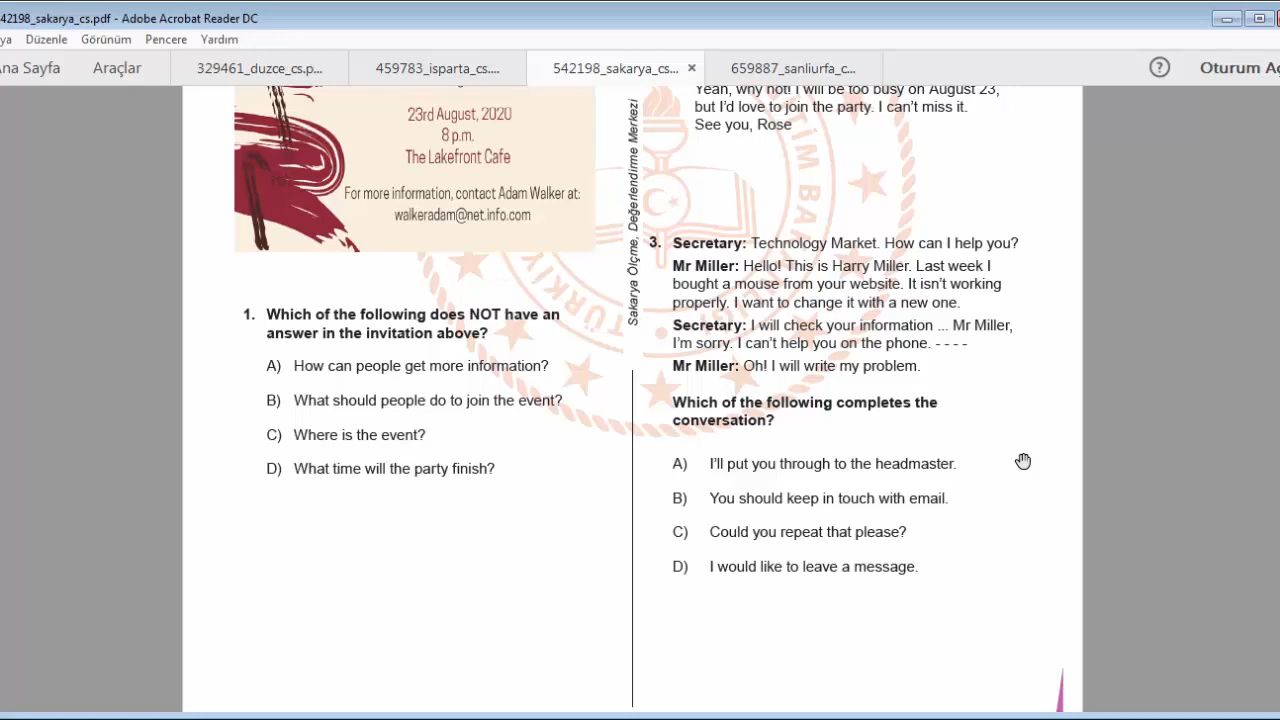 42198_sakarya_cs.pdf - Adobe Acrobat Reader DC
ya Düzenle Görünüm Pencere Yardım
Ana Sayfa Araçlar 329461_duzce_cs.p... 459783_isparta_cs.... 542198_sakarya_cs... × 659887_sanliurfa_c... ? Oturum Aç
23rd August, 2020
8 p.m.
The Lakefront Cafe
For more information, contact Adam Walker at:
walkeradam@net.info.com
1. Which of the following does NOT have an
answer in the invitation above?
A) How can people get more information?
B) What should people do to join the event?
C) Where is the event?
D) What time will the party finish?
Sakarya Ölçme, Değerlendirme Merkezi
Yeah, why not! I will be too busy on August 23,
but I'd love to join the party. I can't miss it.
See you, Rose
3. Secretary: Technology Market. How can I help you?
Mr Miller: Hello! This is Harry Miller. Last week I
bought a mouse from your website. It isn't working
properly. I want to change it with a new one.
Secretary: I will check your information ... Mr Miller,
I'm sorry. I can't help you on the phone. - - - -
Mr Miller: Oh! I will write my problem.
Which of the following completes the
conversation?
A) I'll put you through to the headmaster.
B) You should keep in touch with email.
C) Could you repeat that please?
D) I would like to leave a message.